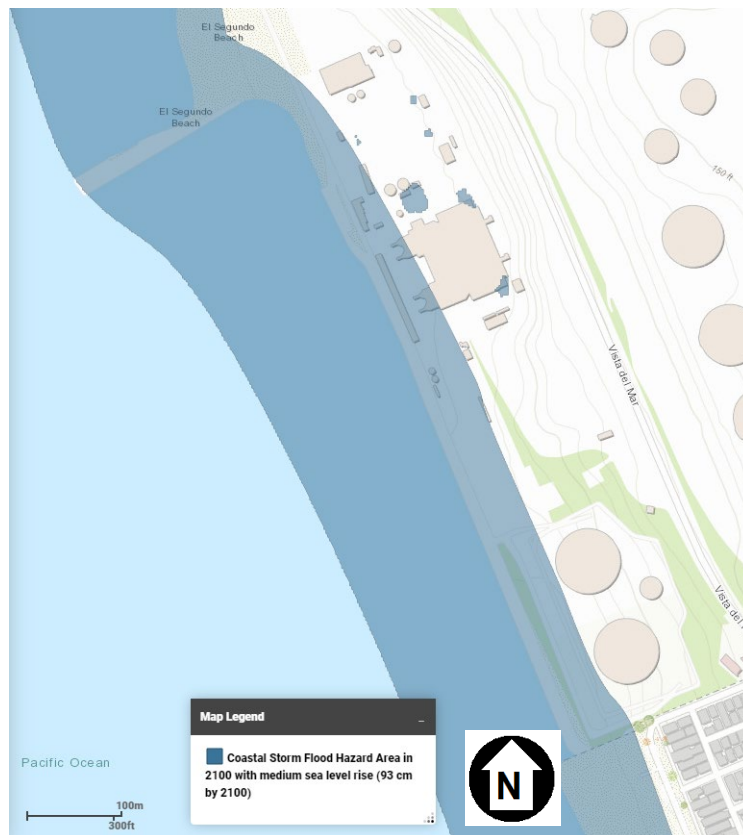 El Segundo
Beach
El Segundo
Beach
150 ft
Vista del Mar
Vista del
Map Legend
Coastal Storm Flood Hazard Area in
2100 with medium sea level rise (93 cm
by 2100)
N
Pacific Ocean
100m
300ft